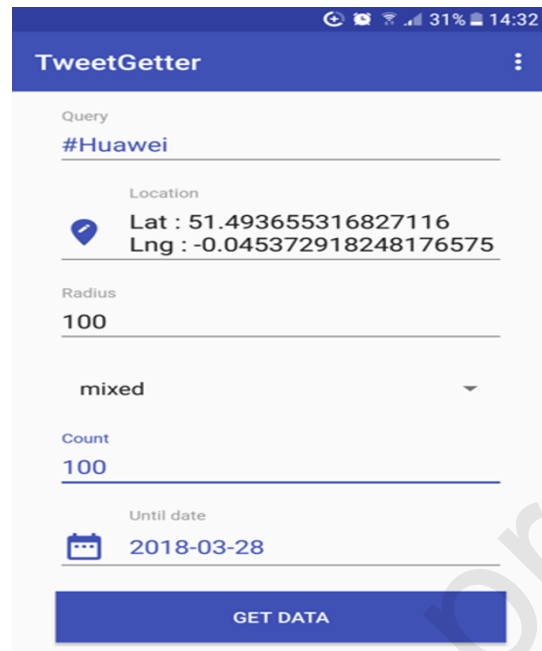 31% 14:32
TweetGetter
Query
#Huawei
Location
Lat : 51.493655316827116
Lng : -0.045372918248176575
Radius
100
mixed
Count
100
Until date
2018-03-28
GET DATA